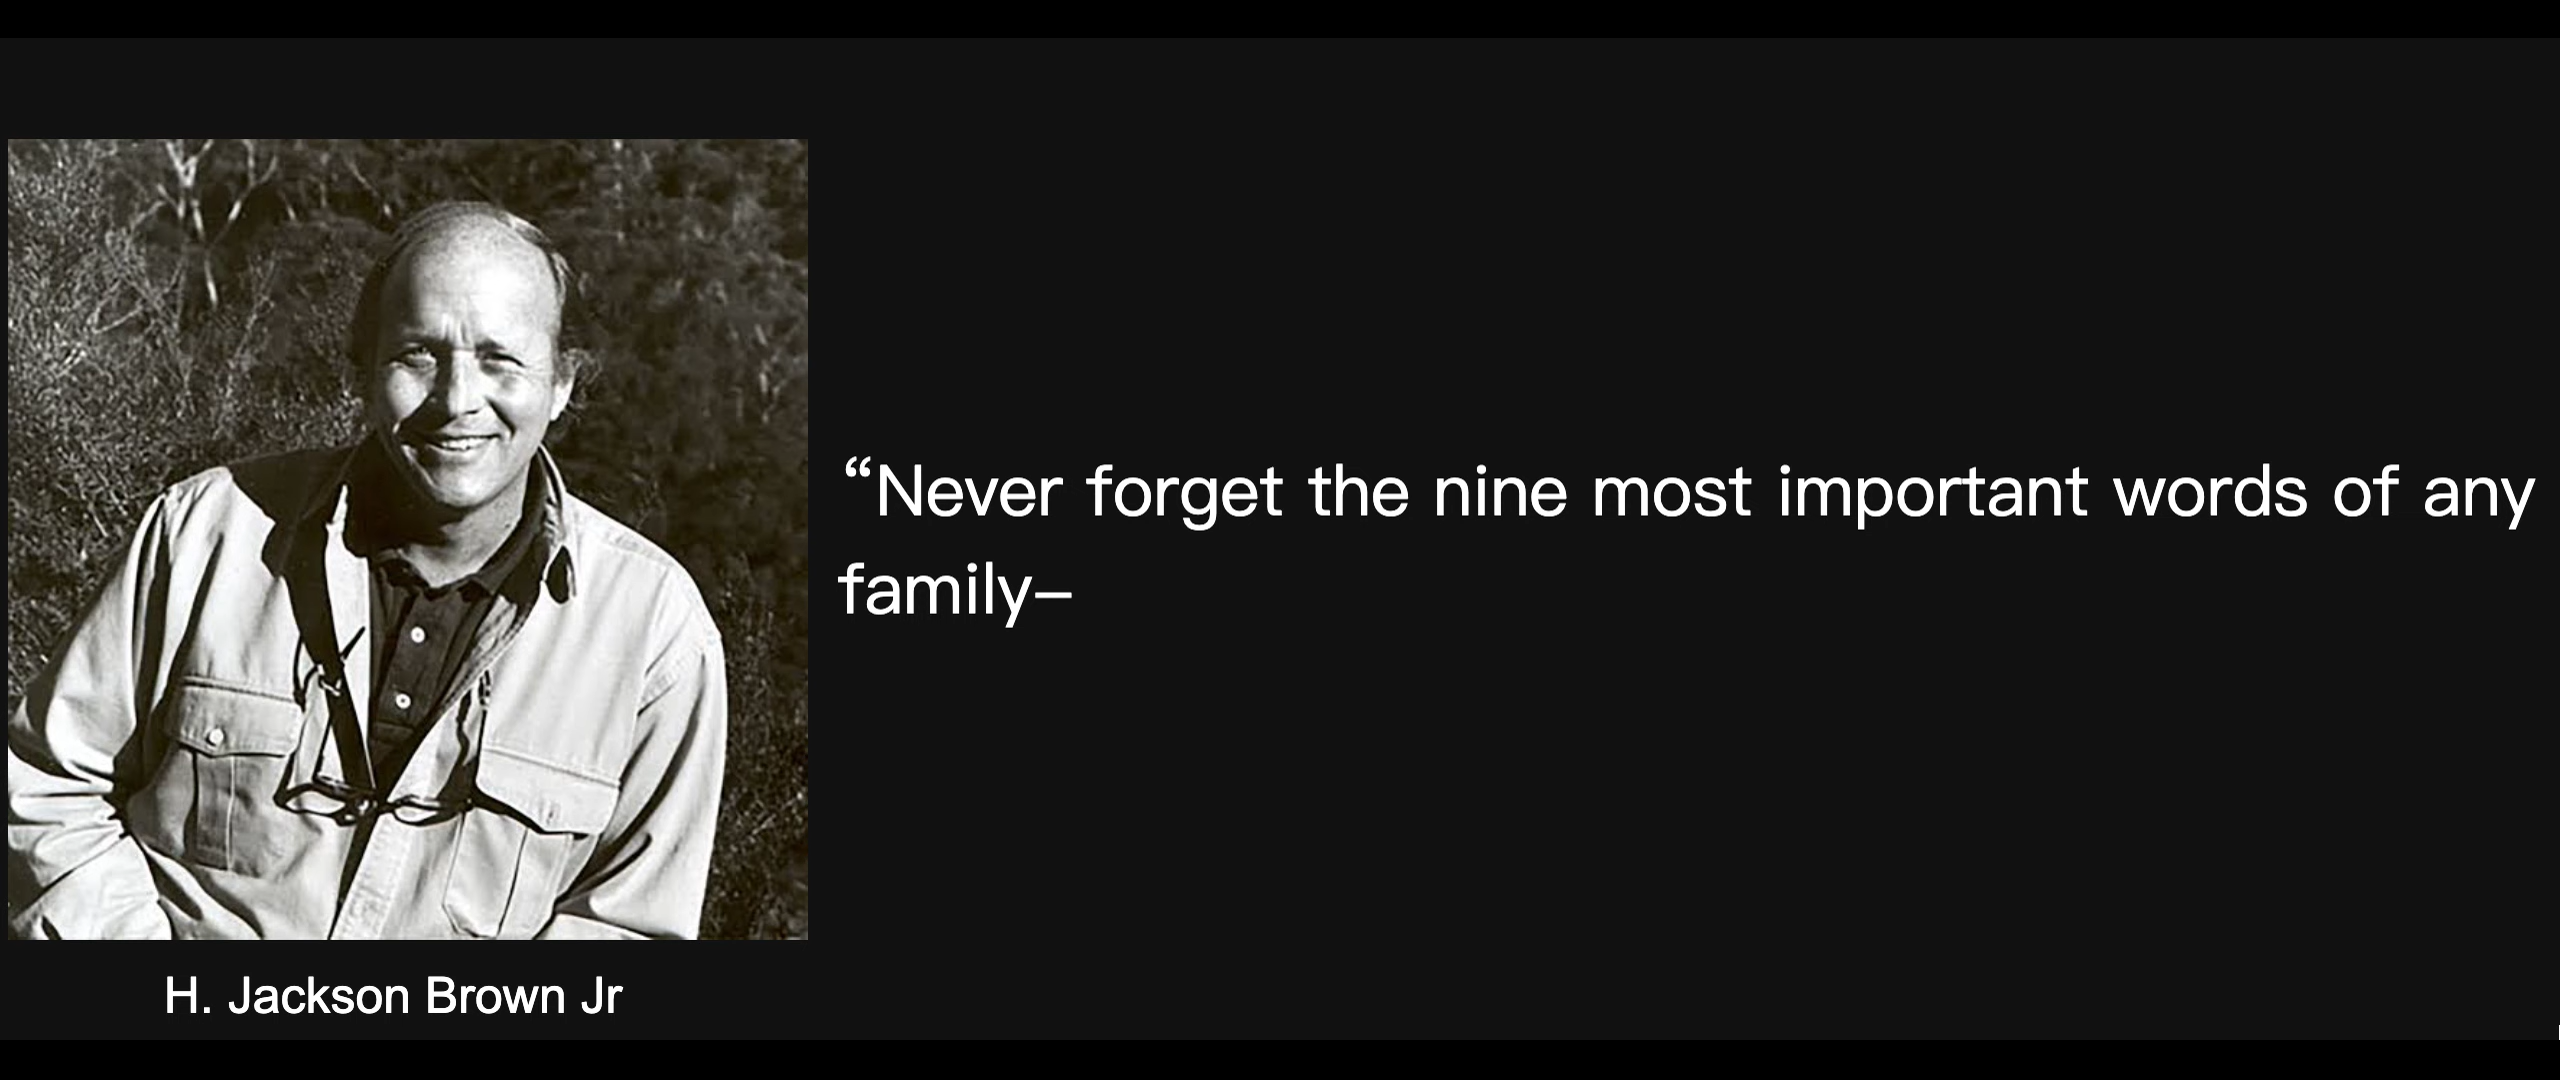 “Never forget the nine most important words of any
family–
H. Jackson Brown Jr